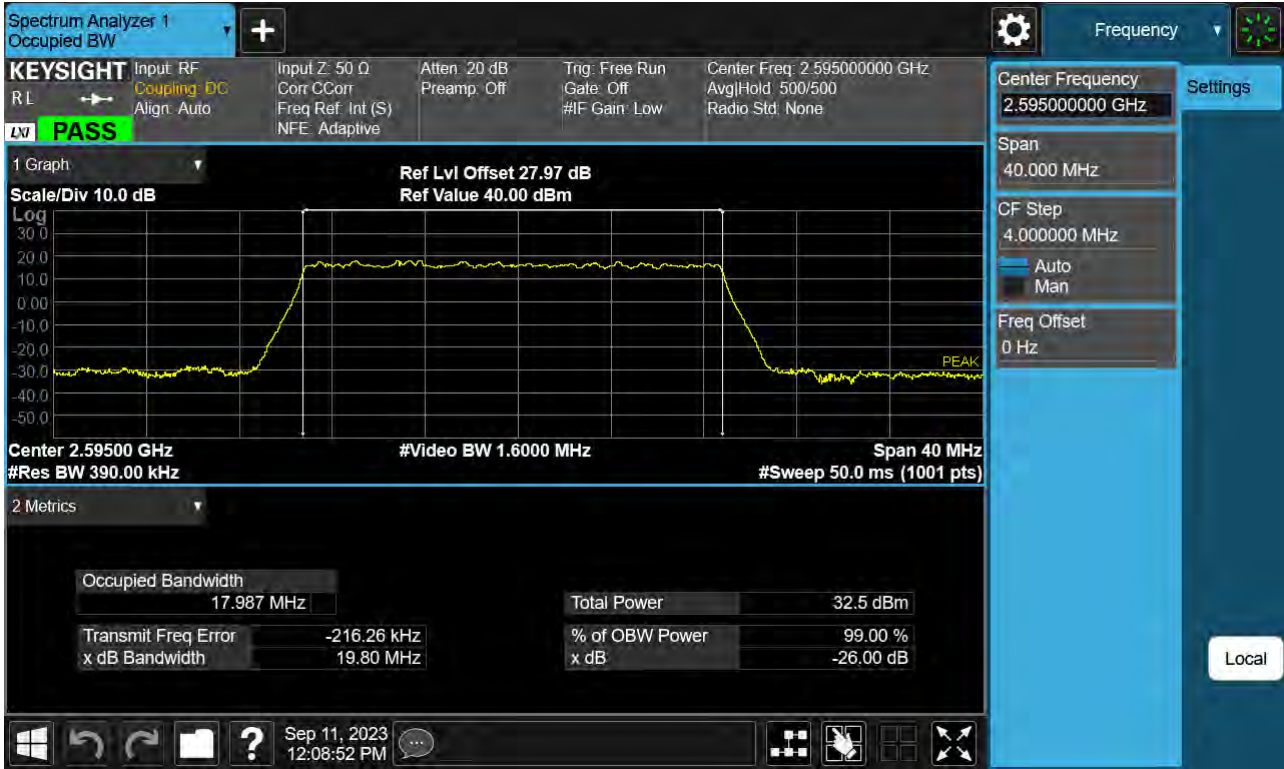 Spectrum Analyzer 1
Occupied BW
Frequency
KEYSIGHT
R L
LXI
PASS
Input: RF
Coupling: DC
Align: Auto
Input Z: 50 Ω
Corr CCorr
Freq Ref: Int (S)
NFE: Adaptive
Atten: 20 dB
Preamp: Off
Trig: Free Run
Gate: Off
#IF Gain: Low
Center Freq: 2.595000000 GHz
Avg|Hold: 500/500
Radio Std: None
Center Frequency
2.595000000 GHz
Settings
Span
40.000 MHz
CF Step
4.000000 MHz
Auto
Man
Freq Offset
0 Hz
Local
1 Graph
Scale/Div 10.0 dB
Ref Lvl Offset 27.97 dB
Ref Value 40.00 dBm
Log
30.0
20.0
10.0
0.00
-10.0
-20.0
-30.0
-40.0
-50.0
PEAK
Center 2.59500 GHz
#Video BW 1.6000 MHz
Span 40 MHz
#Res BW 390.00 kHz
#Sweep 50.0 ms (1001 pts)
2 Metrics
Occupied Bandwidth
17.987 MHz
Total Power 32.5 dBm
Transmit Freq Error -216.26 kHz
% of OBW Power 99.00 %
x dB Bandwidth 19.80 MHz
x dB -26.00 dB
Sep 11, 2023
12:08:52 PM